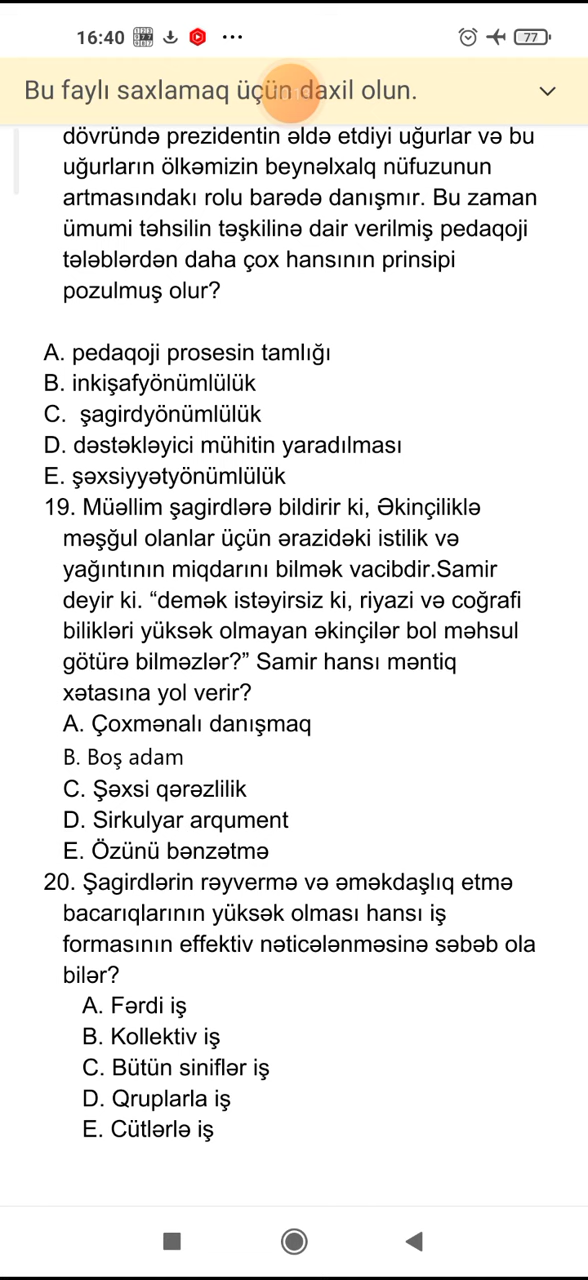 16:40
77
Bu faylı saxlamaq üçün daxil olun.
dövründə prezidentin əldə etdiyi uğurlar və bu
uğurların ölkəmizin beynəlxalq nüfuzunun
artmasındakı rolu barədə danışmır. Bu zaman
ümumi təhsilin təşkilinə dair verilmiş pedaqoji
tələblərdən daha çox hansının prinsipi
pozulmuş olur?
A. pedaqoji prosesin tamlığı
B. inkişafyönümlülük
C. şagirdyönümlülük
D. dəstəkləyici mühitin yaradılması
E. şəxsiyyətyönümlülük
19. Müəllim şagirdlərə bildirir ki, Əkinçiliklə
məşğul olanlar üçün ərazidəki istilik və
yağıntının miqdarını bilmək vacibdir.Samir
deyir ki. “demək istəyirsiz ki, riyazi və coğrafi
bilikləri yüksək olmayan əkinçilər bol məhsul
götürə bilməzlər?” Samir hansı məntiq
xətasına yol verir?
A. Çoxmənalı danışmaq
B. Boş adam
C. Şəxsi qərəzlilik
D. Sirkulyar arqument
E. Özünü bənzətmə
20. Şagirdlərin rəyvermə və əməkdaşlıq etmə
bacarıqlarının yüksək olması hansı iş
formasının effektiv nəticələnməsinə səbəb ola
bilər?
A. Fərdi iş
B. Kollektiv iş
C. Bütün siniflər iş
D. Qruplarla iş
E. Cütlərlə iş